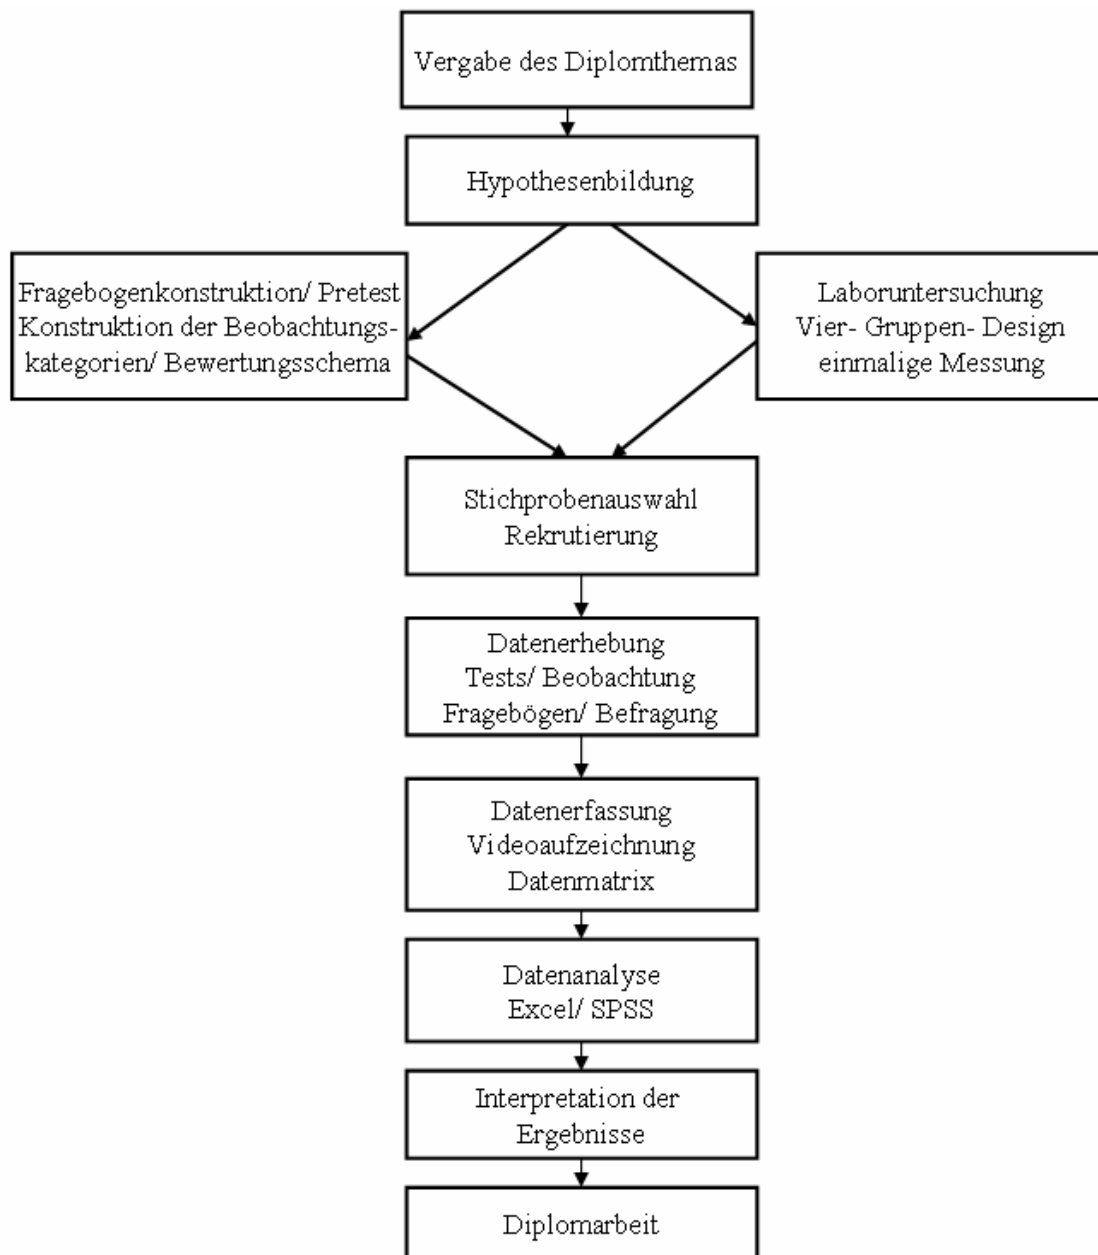 Vergabe des Diplomthemas
Hypothesenbildung
Fragebogenkonstruktion/ Pretest
Konstruktion der Beobachtungs-
kategorien/ Bewertungsschema
Laboruntersuchung
Vier- Gruppen- Design
einmalige Messung
Stichprobenauswahl
Rekrutierung
Datenerhebung
Tests/ Beobachtung
Fragebögen/ Befragung
Datenerfassung
Videoaufzeichnung
Datenmatrix
Datenanalyse
Excel/ SPSS
Interpretation der
Ergebnisse
Diplomarbeit